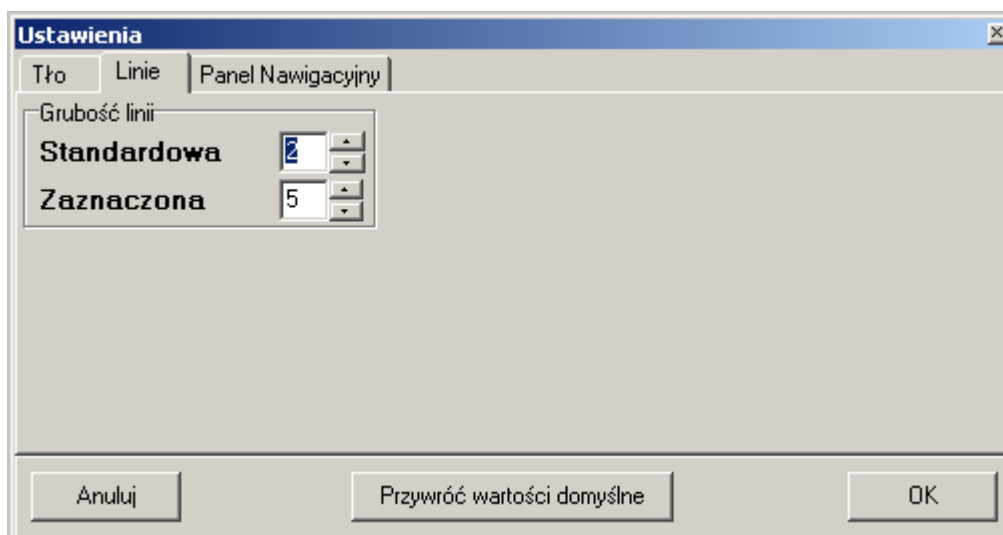 Ustawienia
Tło Linie Panel Nawigacyjny
Grubość linii
Standardowa 2
Zaznaczona 5
Anuluj Przywróć wartości domyślne OK